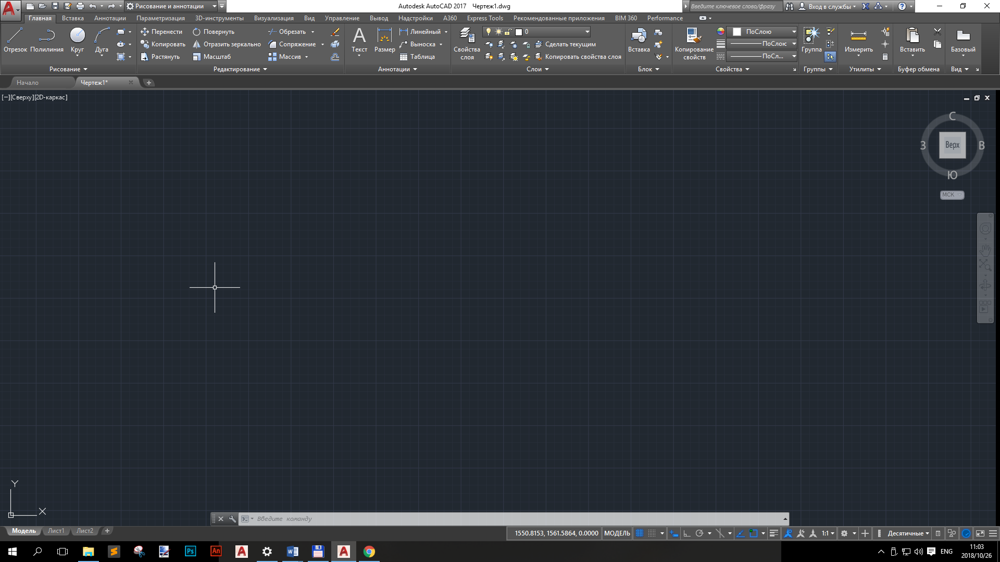 Рисование и аннотации
Autodesk AutoCAD 2017 Чертеж1.dwg
Введите ключевое слово/фразу
Вход в службы
Главная Вставка Аннотации Параметризация 3D-инструменты Визуализация Вид Управление Вывод Надстройки A360 Express Tools Рекомендованные приложения BIM 360 Performance
Перенести Повернуть Обрезать Линейный 0 ПоСлою
Отрезок Полилиния Круг Дуга Копировать Отразить зеркально Сопряжение Текст Размер Выноска Свойства слоя Сделать текущим Вставка Копирование свойств ПоСлою Группа Измерить Вставить Базовый
Растянуть Масштаб Массив Таблица Копировать свойства слоя ПоСл...
Рисование Редактирование Аннотации Слои Блок Свойства Группы Утилиты Буфер обмена Вид
Начало Чертеж1*
[−][Сверху][2D-каркас]
С
З Верх В
Ю
МСК
Y
X
Введите команду
Модель Лист1 Лист2
1550.8153, 1561.5864, 0.0000 МОДЕЛЬ 1:1 Десятичные
Ps An ENG
11:03
2018/10/26